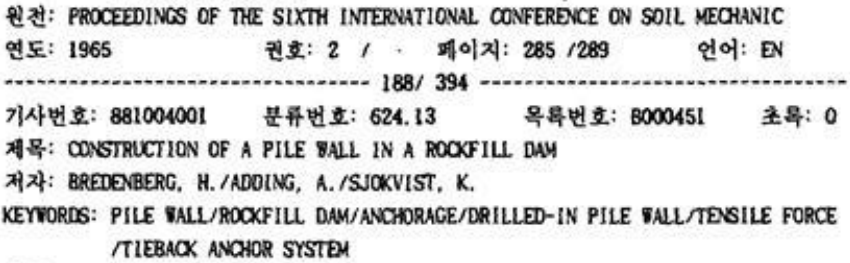 원전: PROCEEDINGS OF THE SIXTH INTERNATIONAL CONFERENCE ON SOIL MECHANIC
연도: 1965 권호: 2 / 페이지: 285 /289 언어: EN
---------------------------------- 188/ 394 ----------------------------------
기사번호: 881004001 분류번호: 624.13 목록번호: B000451 초록: 0
제목: CONSTRUCTION OF A PILE WALL IN A ROCKFILL DAM
저자: BREDENBERG, H./ADDING, A./SJOKVIST, K.
KEYWORDS: PILE WALL/ROCKFILL DAM/ANCHORAGE/DRILLED-IN PILE WALL/TENSILE FORCE
/TIEBACK ANCHOR SYSTEM